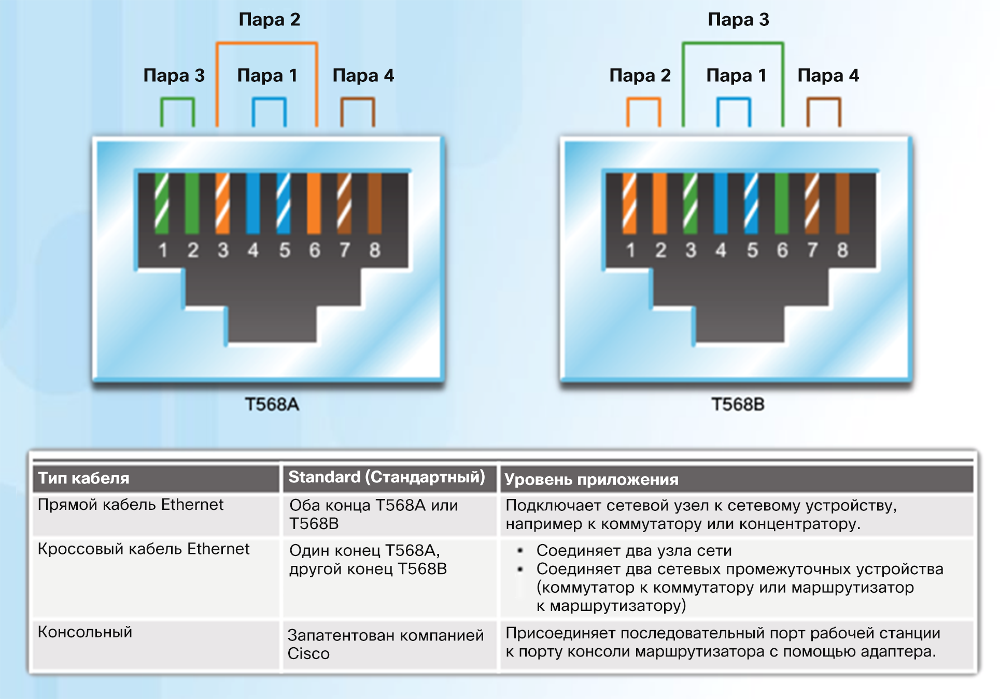 Пара 2
Пара 3
Пара 1
Пара 4
1 2 3 4 5 6 7 8
T568A
Пара 3
Пара 2
Пара 1
Пара 4
1 2 3 4 5 6 7 8
T568B
Тип кабеля
Standard (Стандартный)
Уровень приложения
Прямой кабель Ethernet
Оба конца T568A или
T568B
Подключает сетевой узел к сетевому устройству,
например к коммутатору или концентратору.
Кроссовый кабель Ethernet
Один конец T568A,
другой конец T568B
• Соединяет два узла сети
• Соединяет два сетевых промежуточных устройства
(коммутатор к коммутатору или маршрутизатор
к маршрутизатору)
Консольный
Запатентован компанией
Cisco
Присоединяет последовательный порт рабочей станции
к порту консоли маршрутизатора с помощью адаптера.